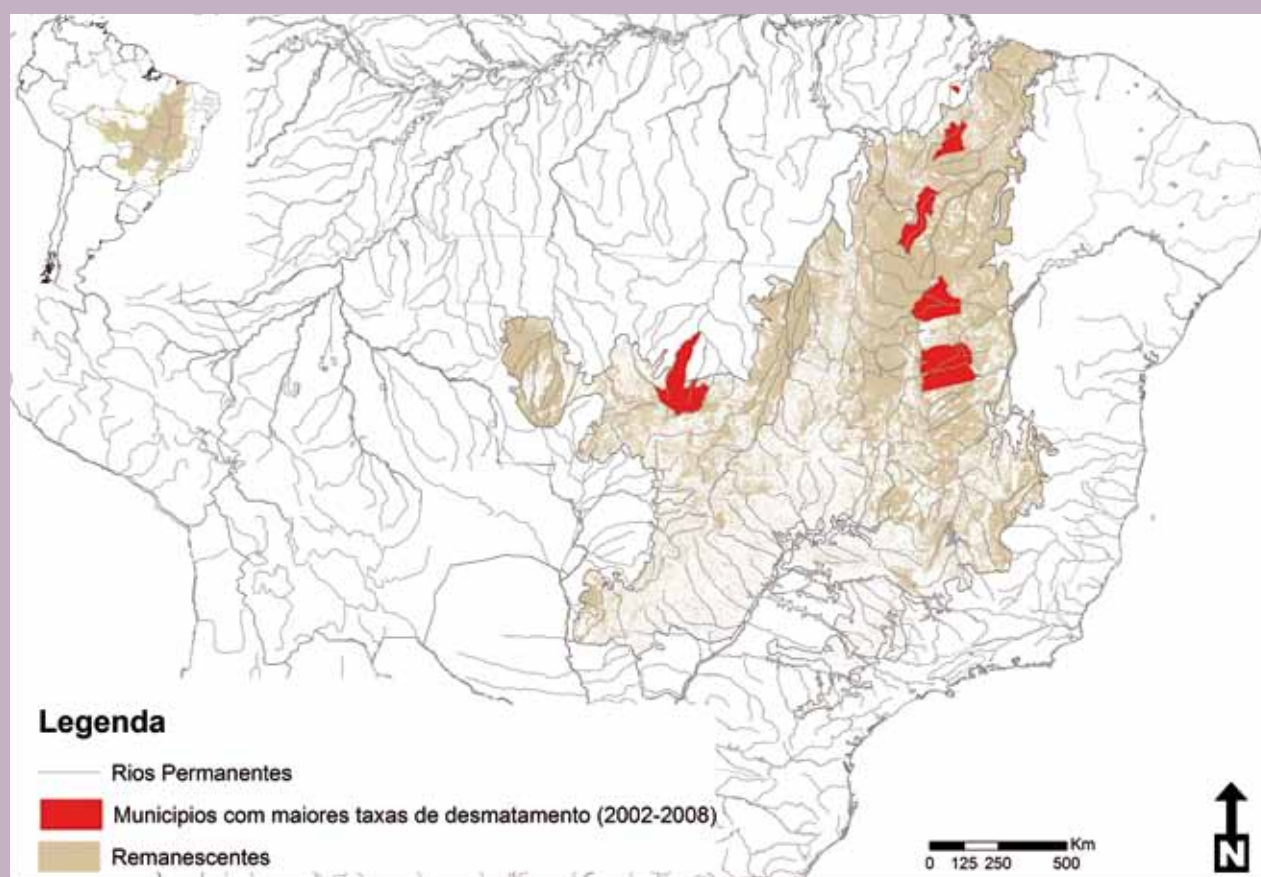 Legenda
Rios Permanentes
Municipios com maiores taxas de desmatamento (2002-2008)
Remanescentes
Km
0 125 250 500
N